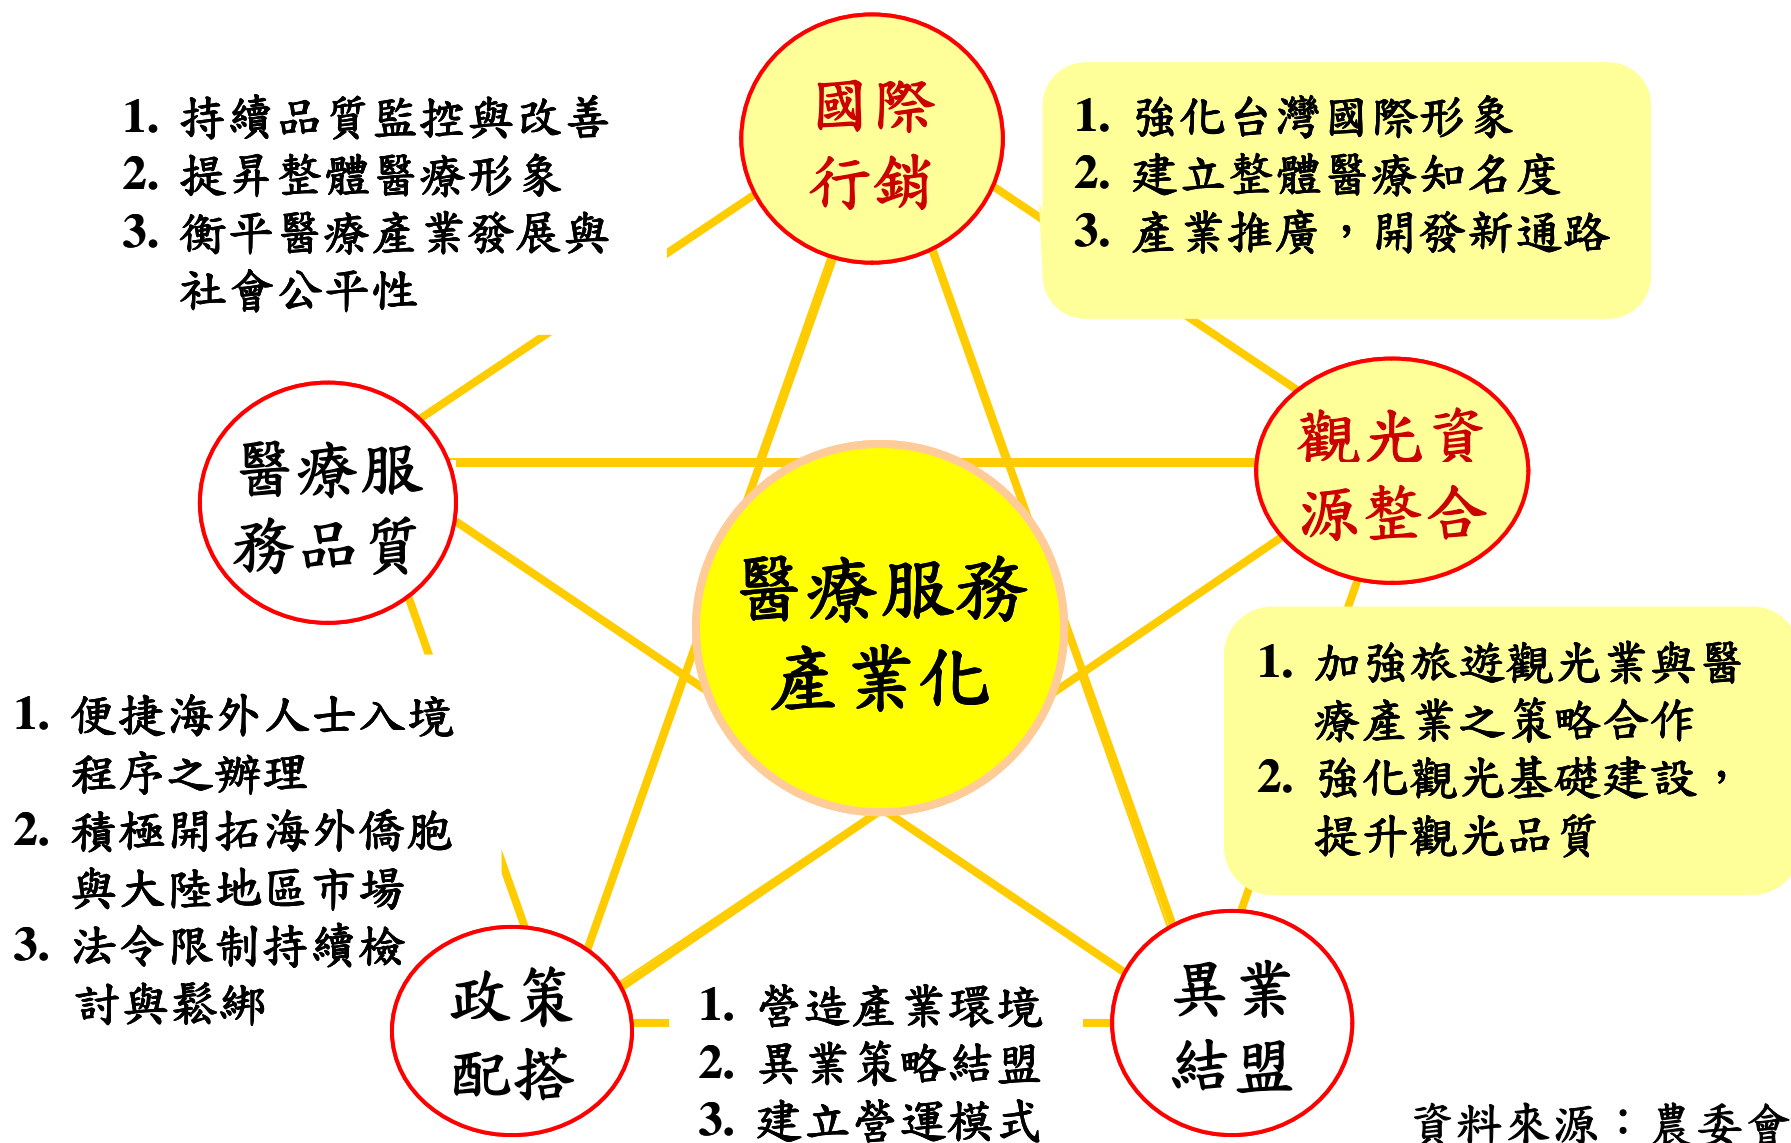 國際
行銷
1. 持續品質監控與改善
2. 提昇整體醫療形象
3. 衡平醫療產業發展與
社會公平性
1. 強化台灣國際形象
2. 建立整體醫療知名度
3. 產業推廣，開發新通路
醫療服
務品質
觀光資
源整合
醫療服務
產業化
1. 便捷海外人士入境
程序之辦理
2. 積極開拓海外僑胞
與大陸地區市場
3. 法令限制持續檢
討與鬆綁
1. 加強旅遊觀光業與醫
療產業之策略合作
2. 強化觀光基礎建設，
提升觀光品質
政策
配搭
1. 營造產業環境
2. 異業策略結盟
3. 建立營運模式
異業
結盟
資料來源：農委會